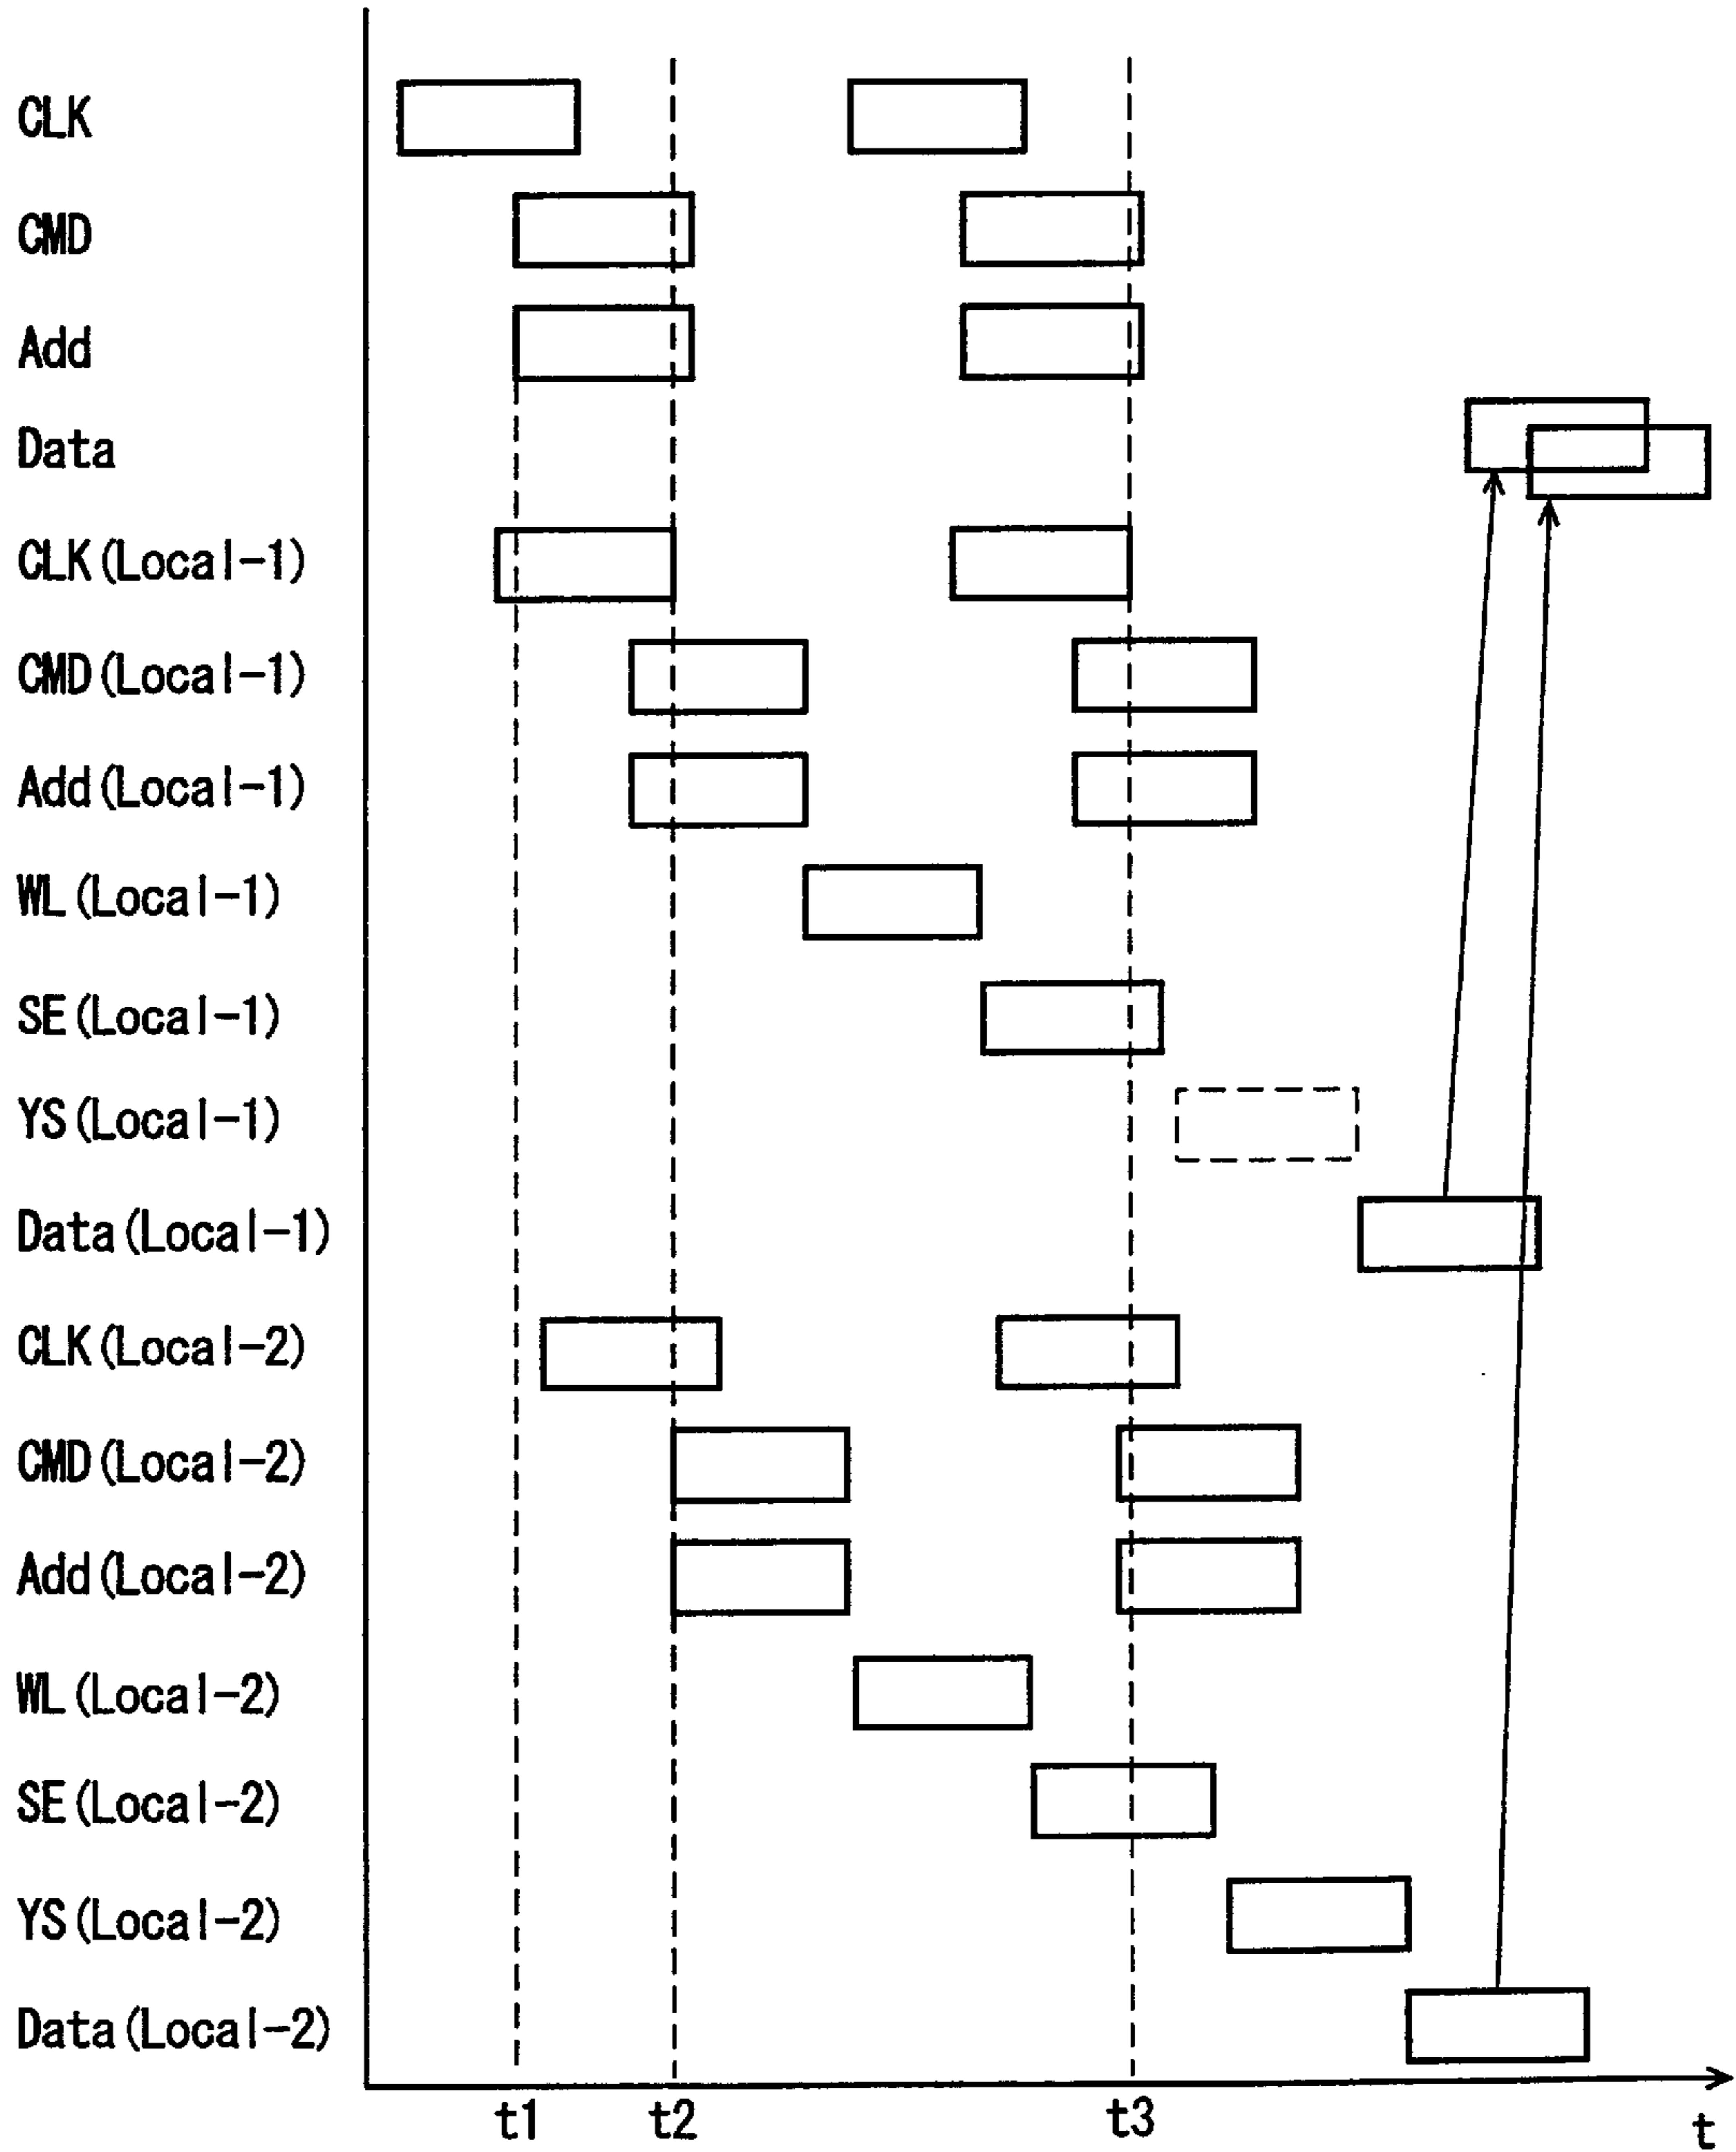 CLK
CMD
Add
Data
CLK(Local-1)
CMD(Local-1)
Add(Local-1)
WL(Local-1)
SE(Local-1)
YS(Local-1)
Data(Local-1)
CLK(Local-2)
CMD(Local-2)
Add(Local-2)
WL(Local-2)
SE(Local-2)
YS(Local-2)
Data(Local-2)
t1 t2 t3 t